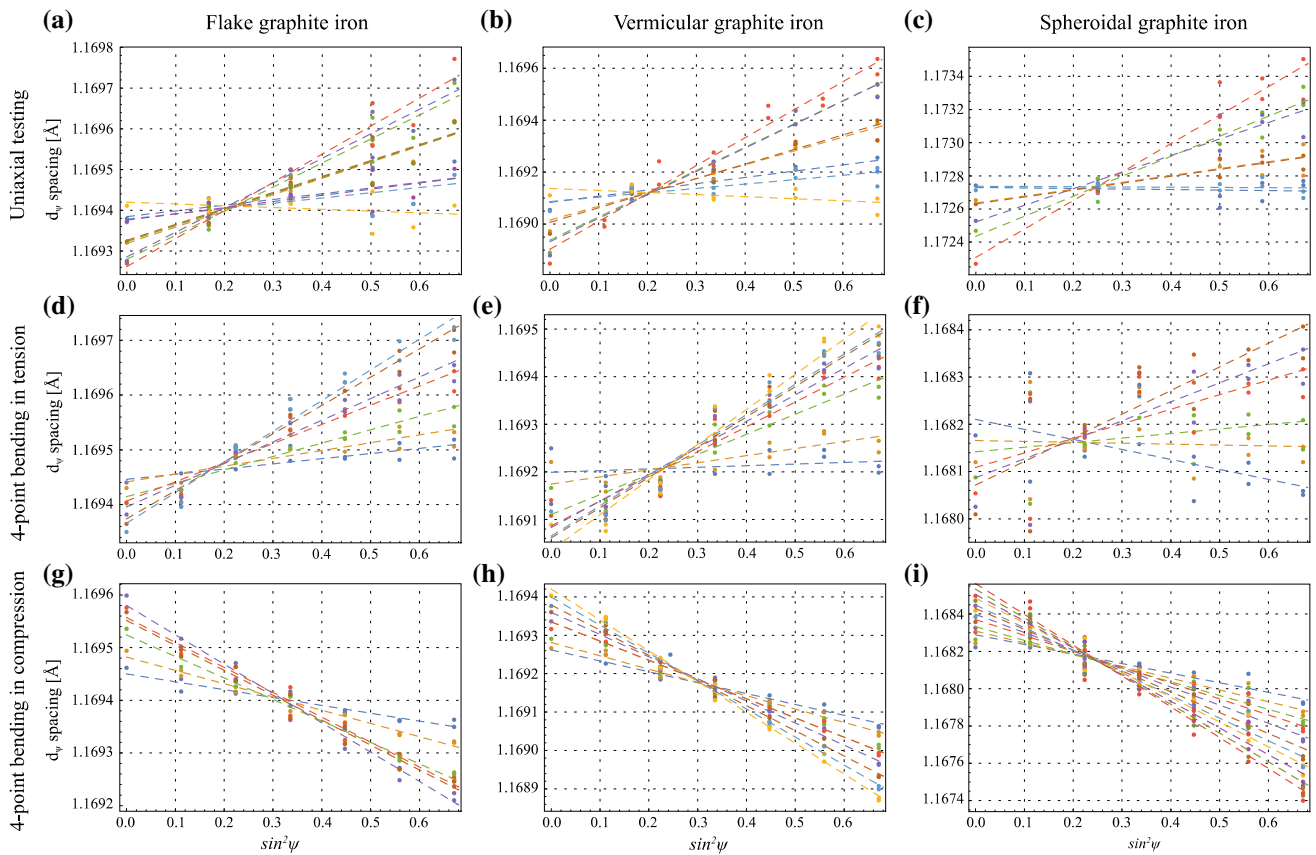 (a) Flake graphite iron (b) Vermicular graphite iron (c) Spheroidal graphite iron
Uniaxial testing
dψ spacing [Å]
1.1698
1.1697
1.1696
1.1695
1.1694
1.1693
0.0 0.1 0.2 0.3 0.4 0.5 0.6
1.1696
1.1694
1.1692
1.1690
0.0 0.1 0.2 0.3 0.4 0.5 0.6
1.1734
1.1732
1.1730
1.1728
1.1726
1.1724
0.0 0.1 0.2 0.3 0.4 0.5 0.6
(d) (e) (f)
4-point bending in tension
dψ spacing [Å]
1.1697
1.1696
1.1695
1.1694
0.0 0.1 0.2 0.3 0.4 0.5 0.6
1.1695
1.1694
1.1693
1.1692
1.1691
0.0 0.1 0.2 0.3 0.4 0.5 0.6
1.1684
1.1683
1.1682
1.1681
1.1680
0.0 0.1 0.2 0.3 0.4 0.5 0.6
(g) (h) (i)
4-point bending in compression
dψ spacing [Å]
1.1696
1.1695
1.1694
1.1693
1.1692
0.0 0.1 0.2 0.3 0.4 0.5 0.6
sin²ψ
1.1694
1.1693
1.1692
1.1691
1.1690
1.1689
0.0 0.1 0.2 0.3 0.4 0.5 0.6
sin²ψ
1.1684
1.1682
1.1680
1.1678
1.1676
1.1674
0.0 0.1 0.2 0.3 0.4 0.5 0.6
sin²ψ